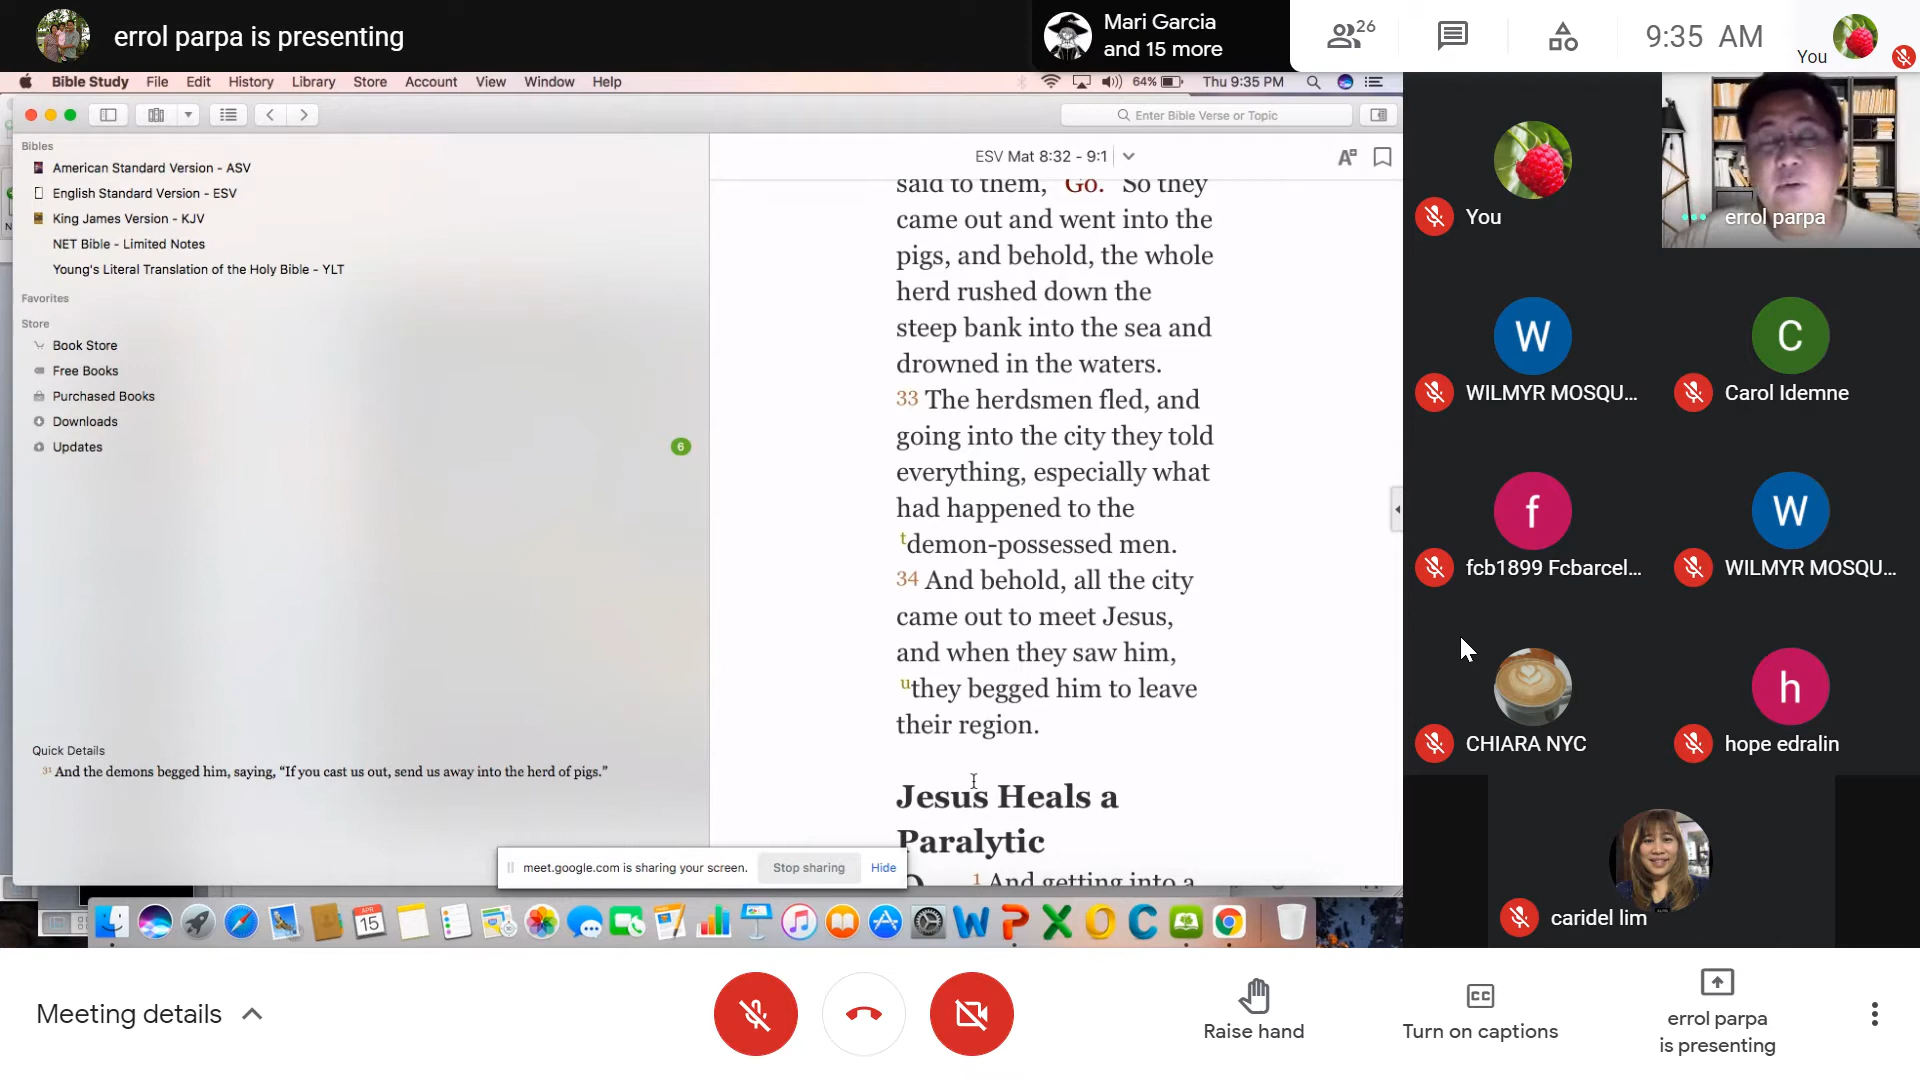 errol parpa is presenting
Mari Garcia
and 15 more
26
9:35 AM
You
Bible Study File Edit History Library Store Account View Window Help
64% Thu 9:35 PM
Enter Bible Verse or Topic
Bibles
American Standard Version - ASV
English Standard Version - ESV
King James Version - KJV
NET Bible - Limited Notes
Young's Literal Translation of the Holy Bible - YLT
Favorites
Store
Book Store
Free Books
Purchased Books
Downloads
Updates
6
Quick Details
31 And the demons begged him, saying, “If you cast us out, send us away into the herd of pigs.”
ESV Mat 8:32 - 9:1
said to them, “Go.” So they
came out and went into the
pigs, and behold, the whole
herd rushed down the
steep bank into the sea and
drowned in the waters.
33 The herdsmen fled, and
going into the city they told
everything, especially what
had happened to the
t demon-possessed men.
34 And behold, all the city
came out to meet Jesus,
and when they saw him,
u they begged him to leave
their region.
Jesus Heals a
Paralytic
1 And getting into a
meet.google.com is sharing your screen. Stop sharing Hide
APR
15
You
errol parpa
W
WILMYR MOSQU...
C
Carol Idemne
f
fcb1899 Fcbarcel...
W
WILMYR MOSQU...
CHIARA NYC
h
hope edralin
caridel lim
Meeting details
Raise hand
CC
Turn on captions
errol parpa
is presenting